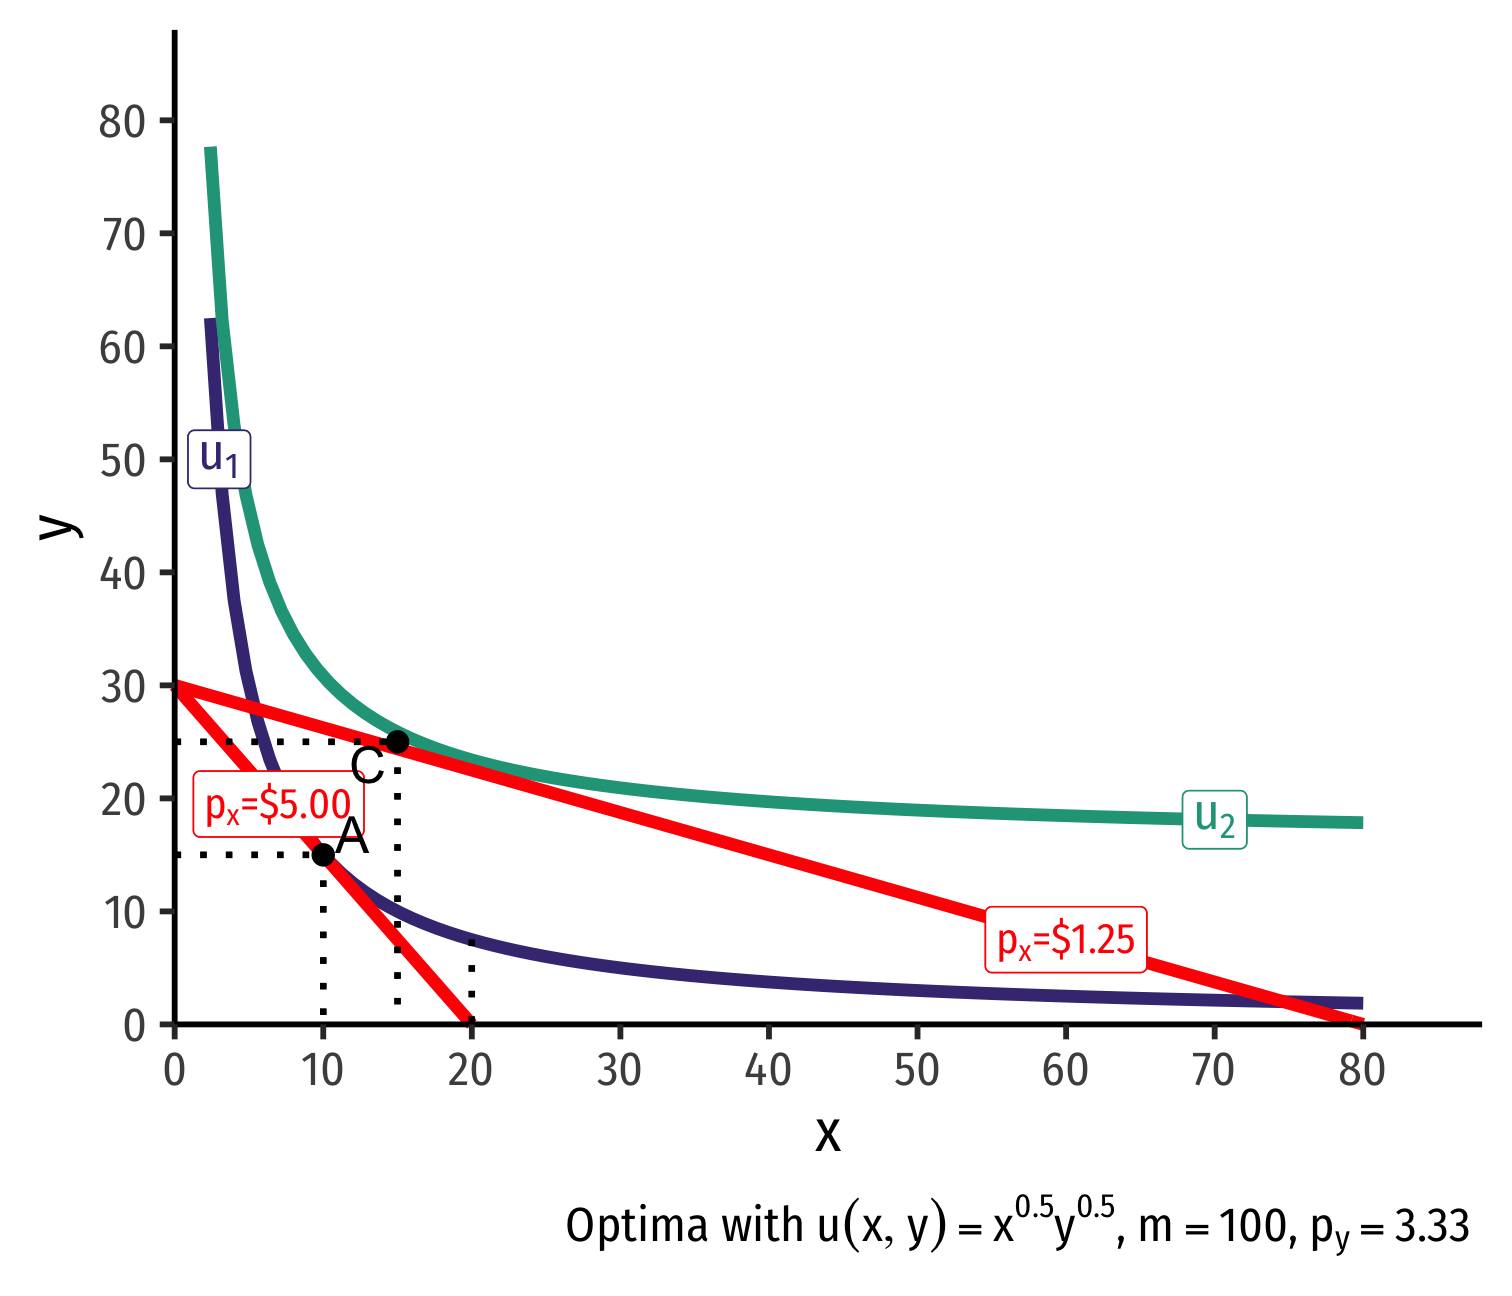 80
70
60
50
40
30
20
10
0
y
u₁
pₓ=$5.00
C
A
u₂
pₓ=$1.25
0 10 20 30 40 50 60 70 80
x
Optima with u(x, y) = x⁰·⁵y⁰·⁵, m = 100, p_y = 3.33